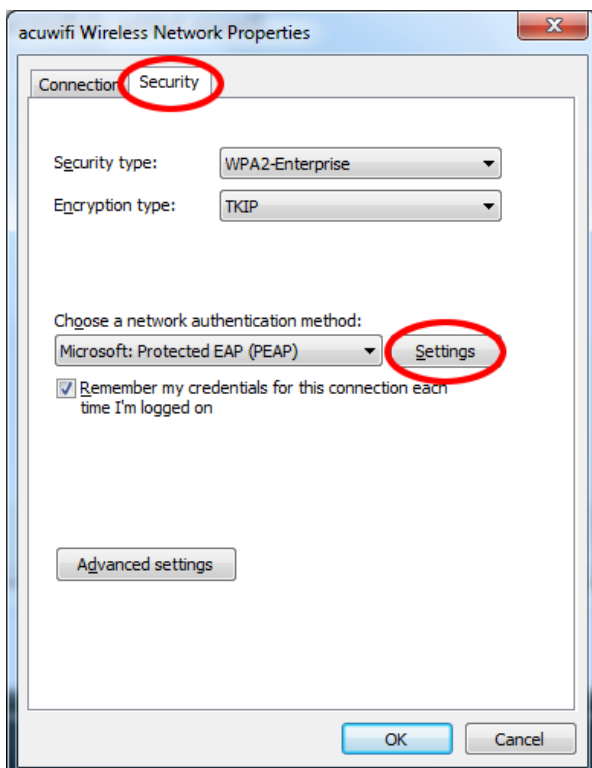 acuwifi Wireless Network Properties
Connection Security
Security type: WPA2-Enterprise
Encryption type: TKIP
Choose a network authentication method:
Microsoft: Protected EAP (PEAP) Settings
Remember my credentials for this connection each
time I'm logged on
Advanced settings
OK Cancel